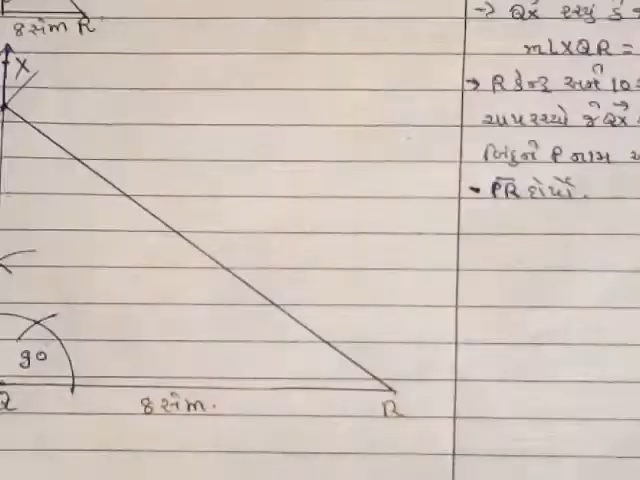 8 સેમી R
X
90
Q
8 સેમી.
R
→ QX રચ્યું
m∠XQR =
→ R કેન્દ્ર અને 10
ચાપ રચ્યો જે QX
બિંદુને P નામ
- PR દોર્યો.